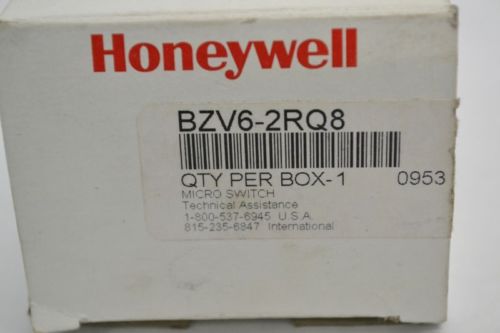 Honeywell
BZV6-2RQ8
QTY PER BOX-1 0953
MICRO SWITCH
Technical Assistance
1-800-537-6945 U.S.A.
815-235-6847 International